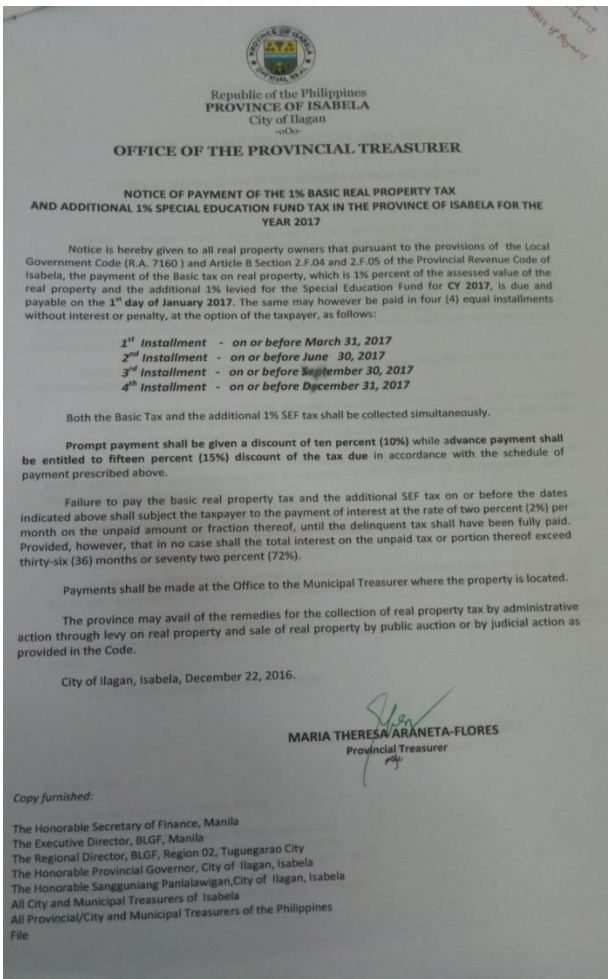 Notice of Payment
PROVINCE OF ISABELA
OFFICIAL SEAL
Republic of the Philippines
PROVINCE OF ISABELA
City of Ilagan
-oOo-
OFFICE OF THE PROVINCIAL TREASURER
NOTICE OF PAYMENT OF THE 1% BASIC REAL PROPERTY TAX
AND ADDITIONAL 1% SPECIAL EDUCATION FUND TAX IN THE PROVINCE OF ISABELA FOR THE
YEAR 2017
Notice is hereby given to all real property owners that pursuant to the provisions of the Local
Government Code (R.A. 7160 ) and Article B Section 2.F.04 and 2.F.05 of the Provincial Revenue Code of
Isabela, the payment of the Basic tax on real property, which is 1% percent of the assessed value of the
real property and the additional 1% levied for the Special Education Fund for CY 2017, is due and
payable on the 1st day of January 2017. The same may however be paid in four (4) equal installments
without interest or penalty, at the option of the taxpayer, as follows:
1st Installment - on or before March 31, 2017
2nd Installment - on or before June 30, 2017
3rd Installment - on or before September 30, 2017
4th Installment - on or before December 31, 2017
Both the Basic Tax and the additional 1% SEF tax shall be collected simultaneously.
Prompt payment shall be given a discount of ten percent (10%) while advance payment shall
be entitled to fifteen percent (15%) discount of the tax due in accordance with the schedule of
payment prescribed above.
Failure to pay the basic real property tax and the additional SEF tax on or before the dates
indicated above shall subject the taxpayer to the payment of interest at the rate of two percent (2%) per
month on the unpaid amount or fraction thereof, until the delinquent tax shall have been fully paid.
Provided, however, that in no case shall the total interest on the unpaid tax or portion thereof exceed
thirty-six (36) months or seventy two percent (72%).
Payments shall be made at the Office to the Municipal Treasurer where the property is located.
The province may avail of the remedies for the collection of real property tax by administrative
action through levy on real property and sale of real property by public auction or by judicial action as
provided in the Code.
City of Ilagan, Isabela, December 22, 2016.
MARIA THERESA ARANETA-FLORES
Provincial Treasurer
Copy furnished:
The Honorable Secretary of Finance, Manila
The Executive Director, BLGF, Manila
The Regional Director, BLGF, Region 02, Tuguegarao City
The Honorable Provincial Governor, City of Ilagan, Isabela
The Honorable Sangguniang Panlalawigan,City of Ilagan, Isabela
All City and Municipal Treasurers of Isabela
All Provincial/City and Municipal Treasurers of the Philippines
File